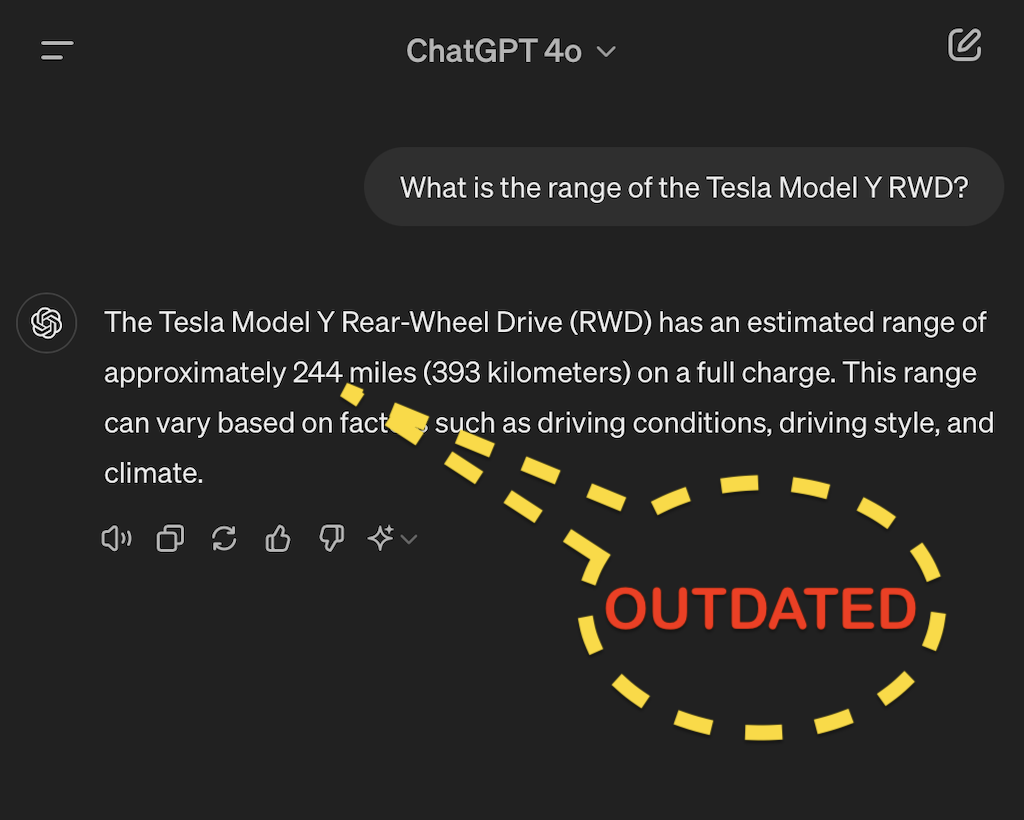 ChatGPT 4o
What is the range of the Tesla Model Y RWD?
The Tesla Model Y Rear-Wheel Drive (RWD) has an estimated range of
approximately 244 miles (393 kilometers) on a full charge. This range
can vary based on factors such as driving conditions, driving style, and
climate.
OUTDATED